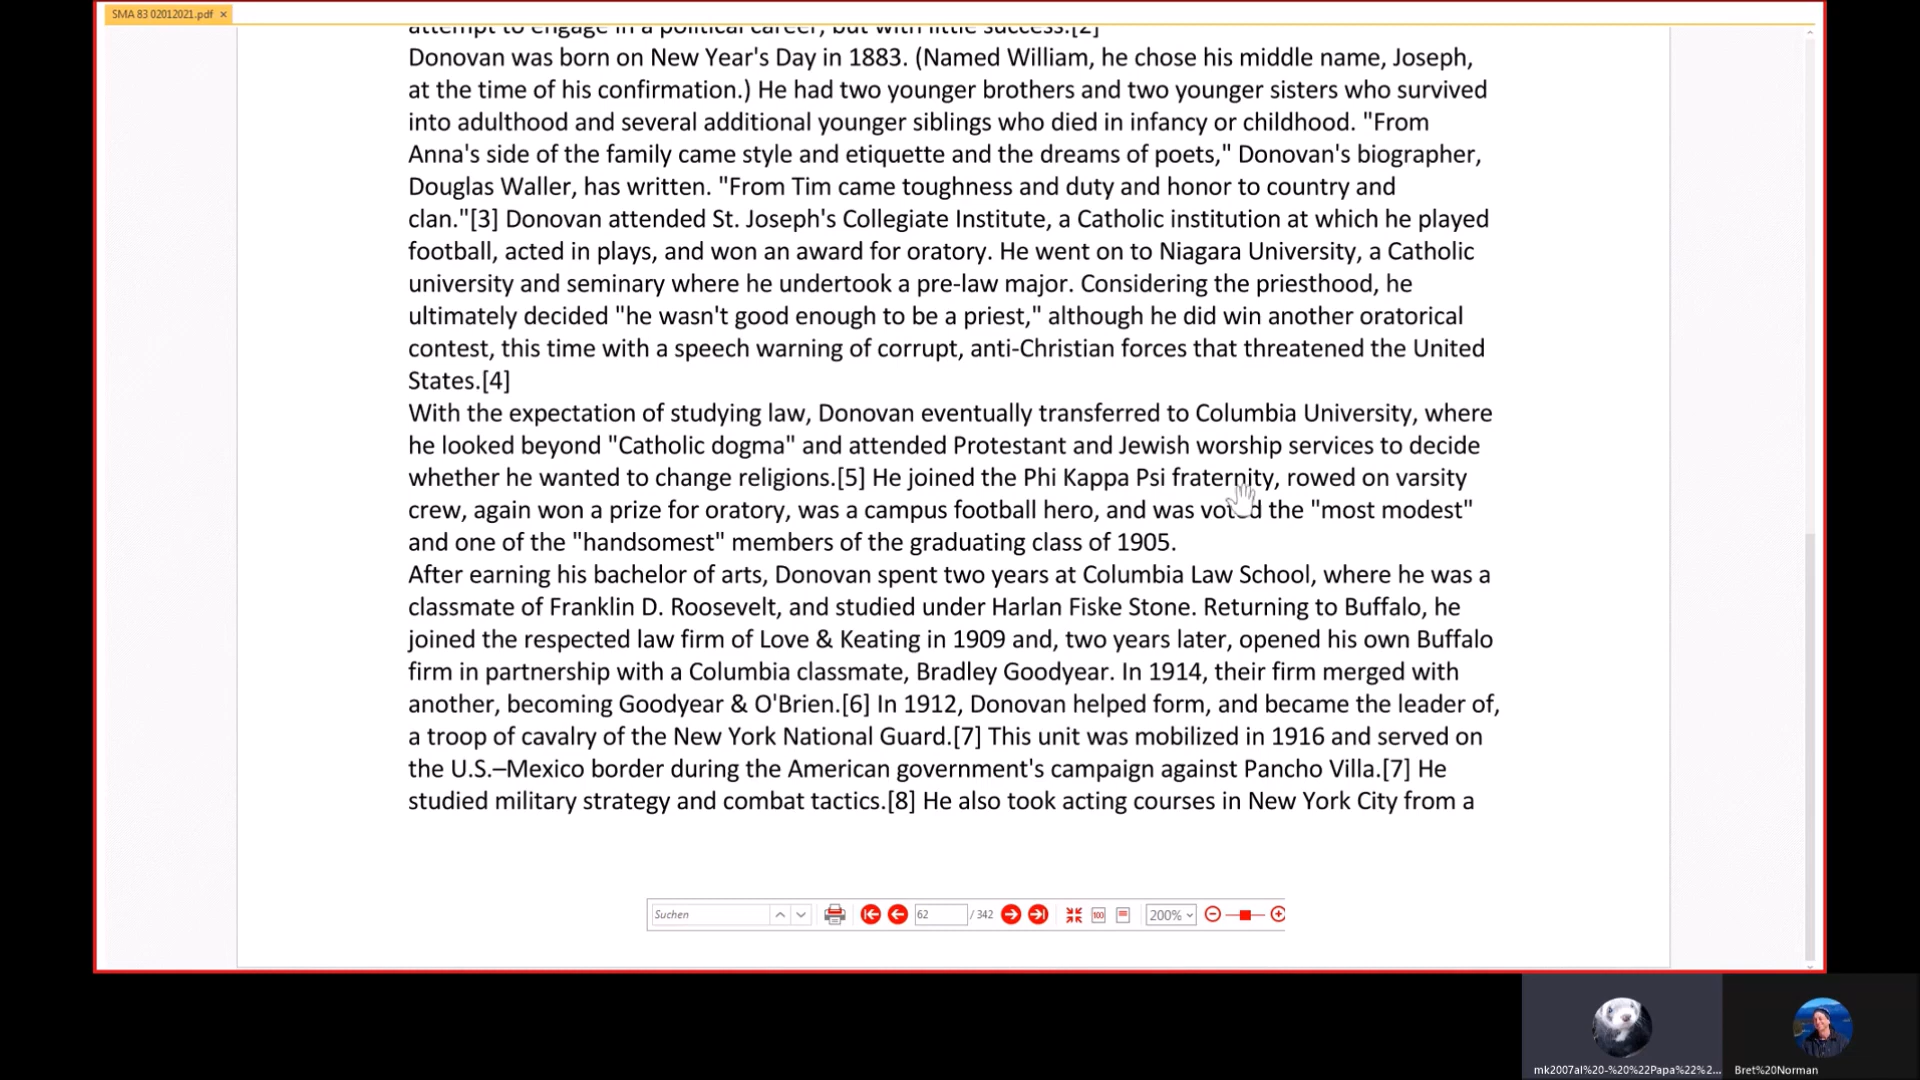 SMA 83 02012021.pdf ×
attempt to engage in a political career, but with little success.[2]
Donovan was born on New Year's Day in 1883. (Named William, he chose his middle name, Joseph,
at the time of his confirmation.) He had two younger brothers and two younger sisters who survived
into adulthood and several additional younger siblings who died in infancy or childhood. "From
Anna's side of the family came style and etiquette and the dreams of poets," Donovan's biographer,
Douglas Waller, has written. "From Tim came toughness and duty and honor to country and
clan."[3] Donovan attended St. Joseph's Collegiate Institute, a Catholic institution at which he played
football, acted in plays, and won an award for oratory. He went on to Niagara University, a Catholic
university and seminary where he undertook a pre-law major. Considering the priesthood, he
ultimately decided "he wasn't good enough to be a priest," although he did win another oratorical
contest, this time with a speech warning of corrupt, anti-Christian forces that threatened the United
States.[4]
With the expectation of studying law, Donovan eventually transferred to Columbia University, where
he looked beyond "Catholic dogma" and attended Protestant and Jewish worship services to decide
whether he wanted to change religions.[5] He joined the Phi Kappa Psi fraternity, rowed on varsity
crew, again won a prize for oratory, was a campus football hero, and was voted the "most modest"
and one of the "handsomest" members of the graduating class of 1905.
After earning his bachelor of arts, Donovan spent two years at Columbia Law School, where he was a
classmate of Franklin D. Roosevelt, and studied under Harlan Fiske Stone. Returning to Buffalo, he
joined the respected law firm of Love & Keating in 1909 and, two years later, opened his own Buffalo
firm in partnership with a Columbia classmate, Bradley Goodyear. In 1914, their firm merged with
another, becoming Goodyear & O'Brien.[6] In 1912, Donovan helped form, and became the leader of,
a troop of cavalry of the New York National Guard.[7] This unit was mobilized in 1916 and served on
the U.S.–Mexico border during the American government's campaign against Pancho Villa.[7] He
studied military strategy and combat tactics.[8] He also took acting courses in New York City from a
Suchen 62 / 342 100 200%
mk2007al%20-%20%22Papa%22%2... Bret%20Norman